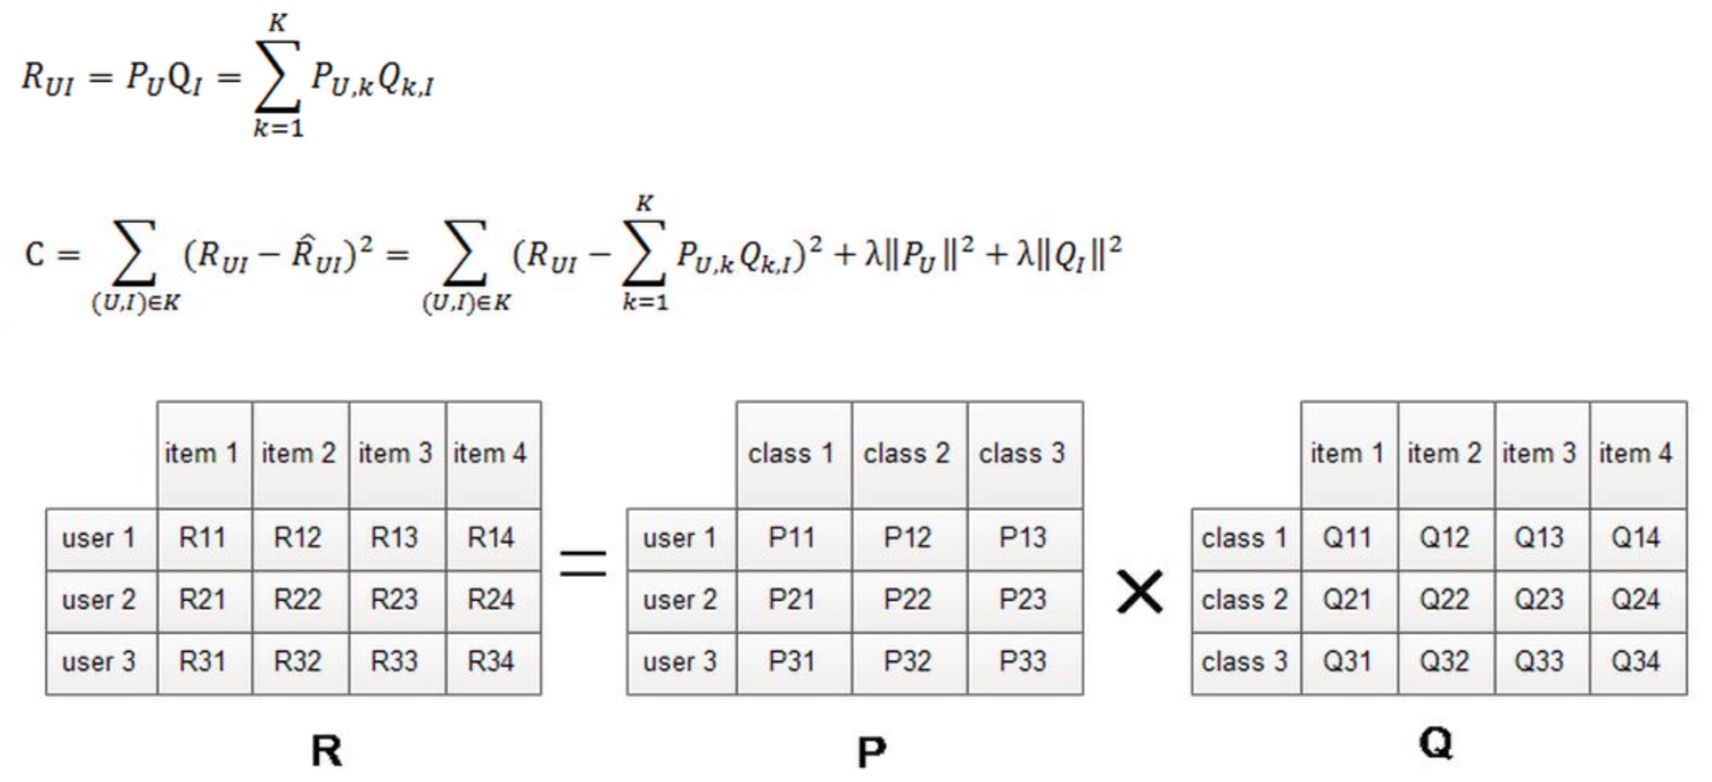 R_{UI} = P_U Q_I = \sum_{k=1}^{K} P_{U,k} Q_{k,I}
C = \sum_{(U,I)∈K} (R_{UI} − \hat{R}_{UI})^2 = \sum_{(U,I)∈K} (R_{UI} − \sum_{k=1}^{K} P_{U,k} Q_{k,I})^2 + λ‖P_U‖^2 + λ‖Q_I‖^2
item 1 item 2 item 3 item 4
user 1 R11 R12 R13 R14
user 2 R21 R22 R23 R24
user 3 R31 R32 R33 R34
R
=
class 1 class 2 class 3
user 1 P11 P12 P13
user 2 P21 P22 P23
user 3 P31 P32 P33
P
×
item 1 item 2 item 3 item 4
class 1 Q11 Q12 Q13 Q14
class 2 Q21 Q22 Q23 Q24
class 3 Q31 Q32 Q33 Q34
Q